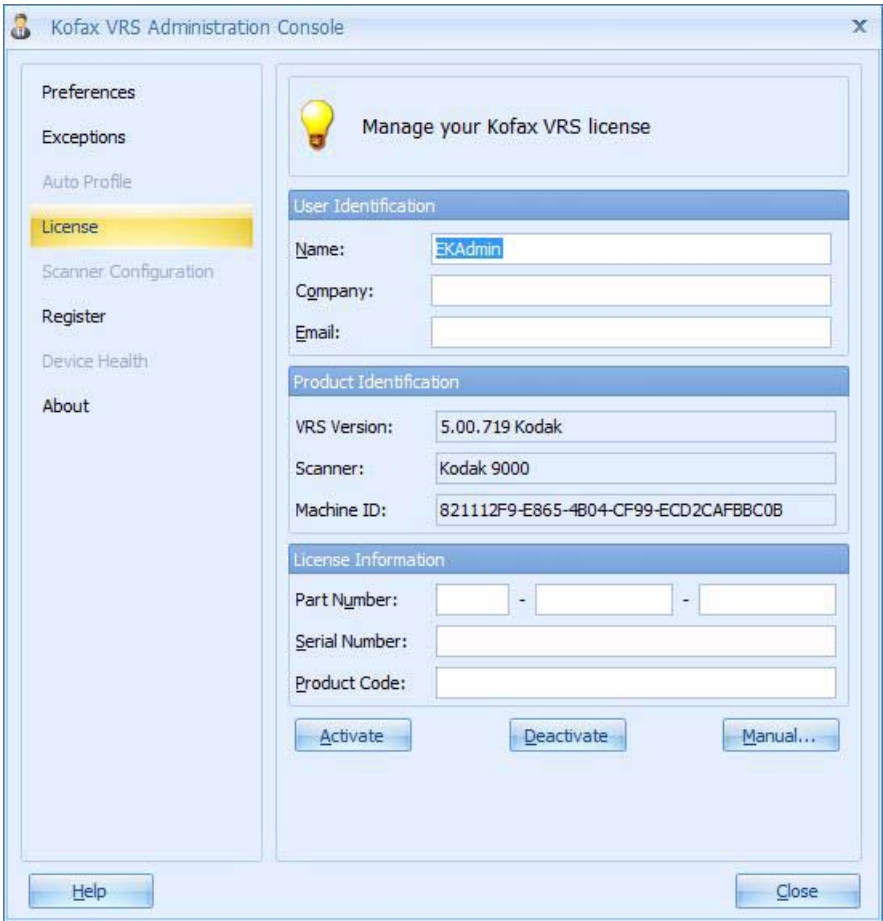 Kofax VRS Administration Console
X
Preferences
Exceptions
Auto Profile
License
Scanner Configuration
Register
Device Health
About
Manage your Kofax VRS license
User Identification
Name: EKAdmin
Company:
Email:
Product Identification
VRS Version: 5.00.719 Kodak
Scanner: Kodak 9000
Machine ID: 821112F9-E865-4B04-CF99-ECD2CAFBBC0B
License Information
Part Number: - -
Serial Number:
Product Code:
Activate Deactivate Manual...
Help Close